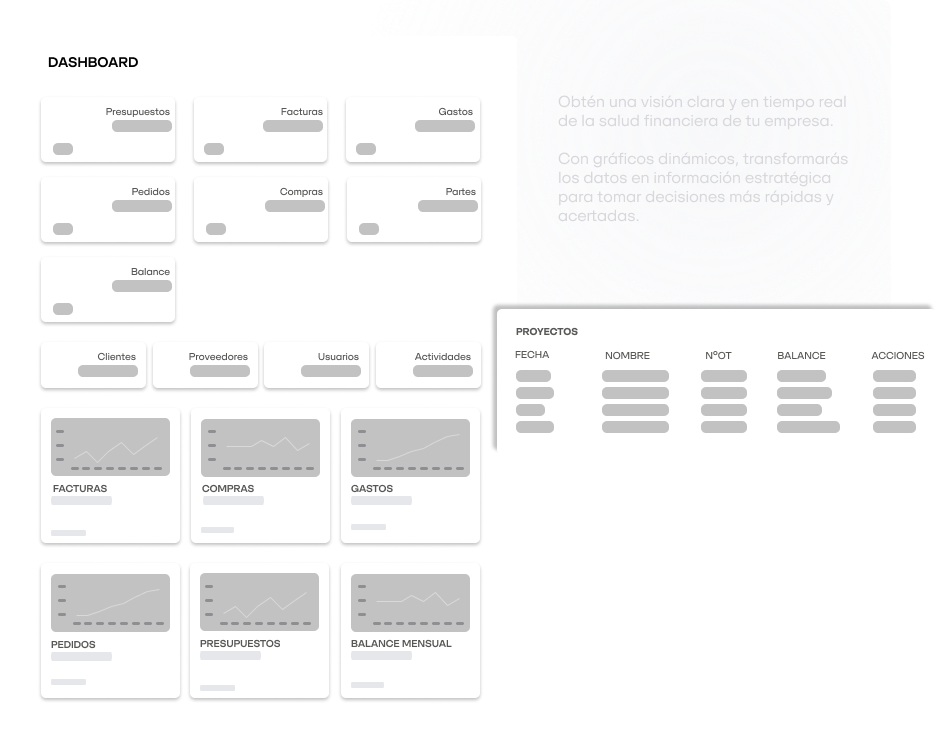 DASHBOARD
Presupuestos
Facturas
Gastos
Pedidos
Compras
Partes
Balance
Clientes
Proveedores
Usuarios
Actividades
FACTURAS
COMPRAS
GASTOS
PEDIDOS
PRESUPUESTOS
BALANCE MENSUAL
Obtén una visión clara y en tiempo real
de la salud financiera de tu empresa.
Con gráficos dinámicos, transformarás
los datos en información estratégica
para tomar decisiones más rápidas y
acertadas.
PROYECTOS
FECHA
NOMBRE
NºOT
BALANCE
ACCIONES